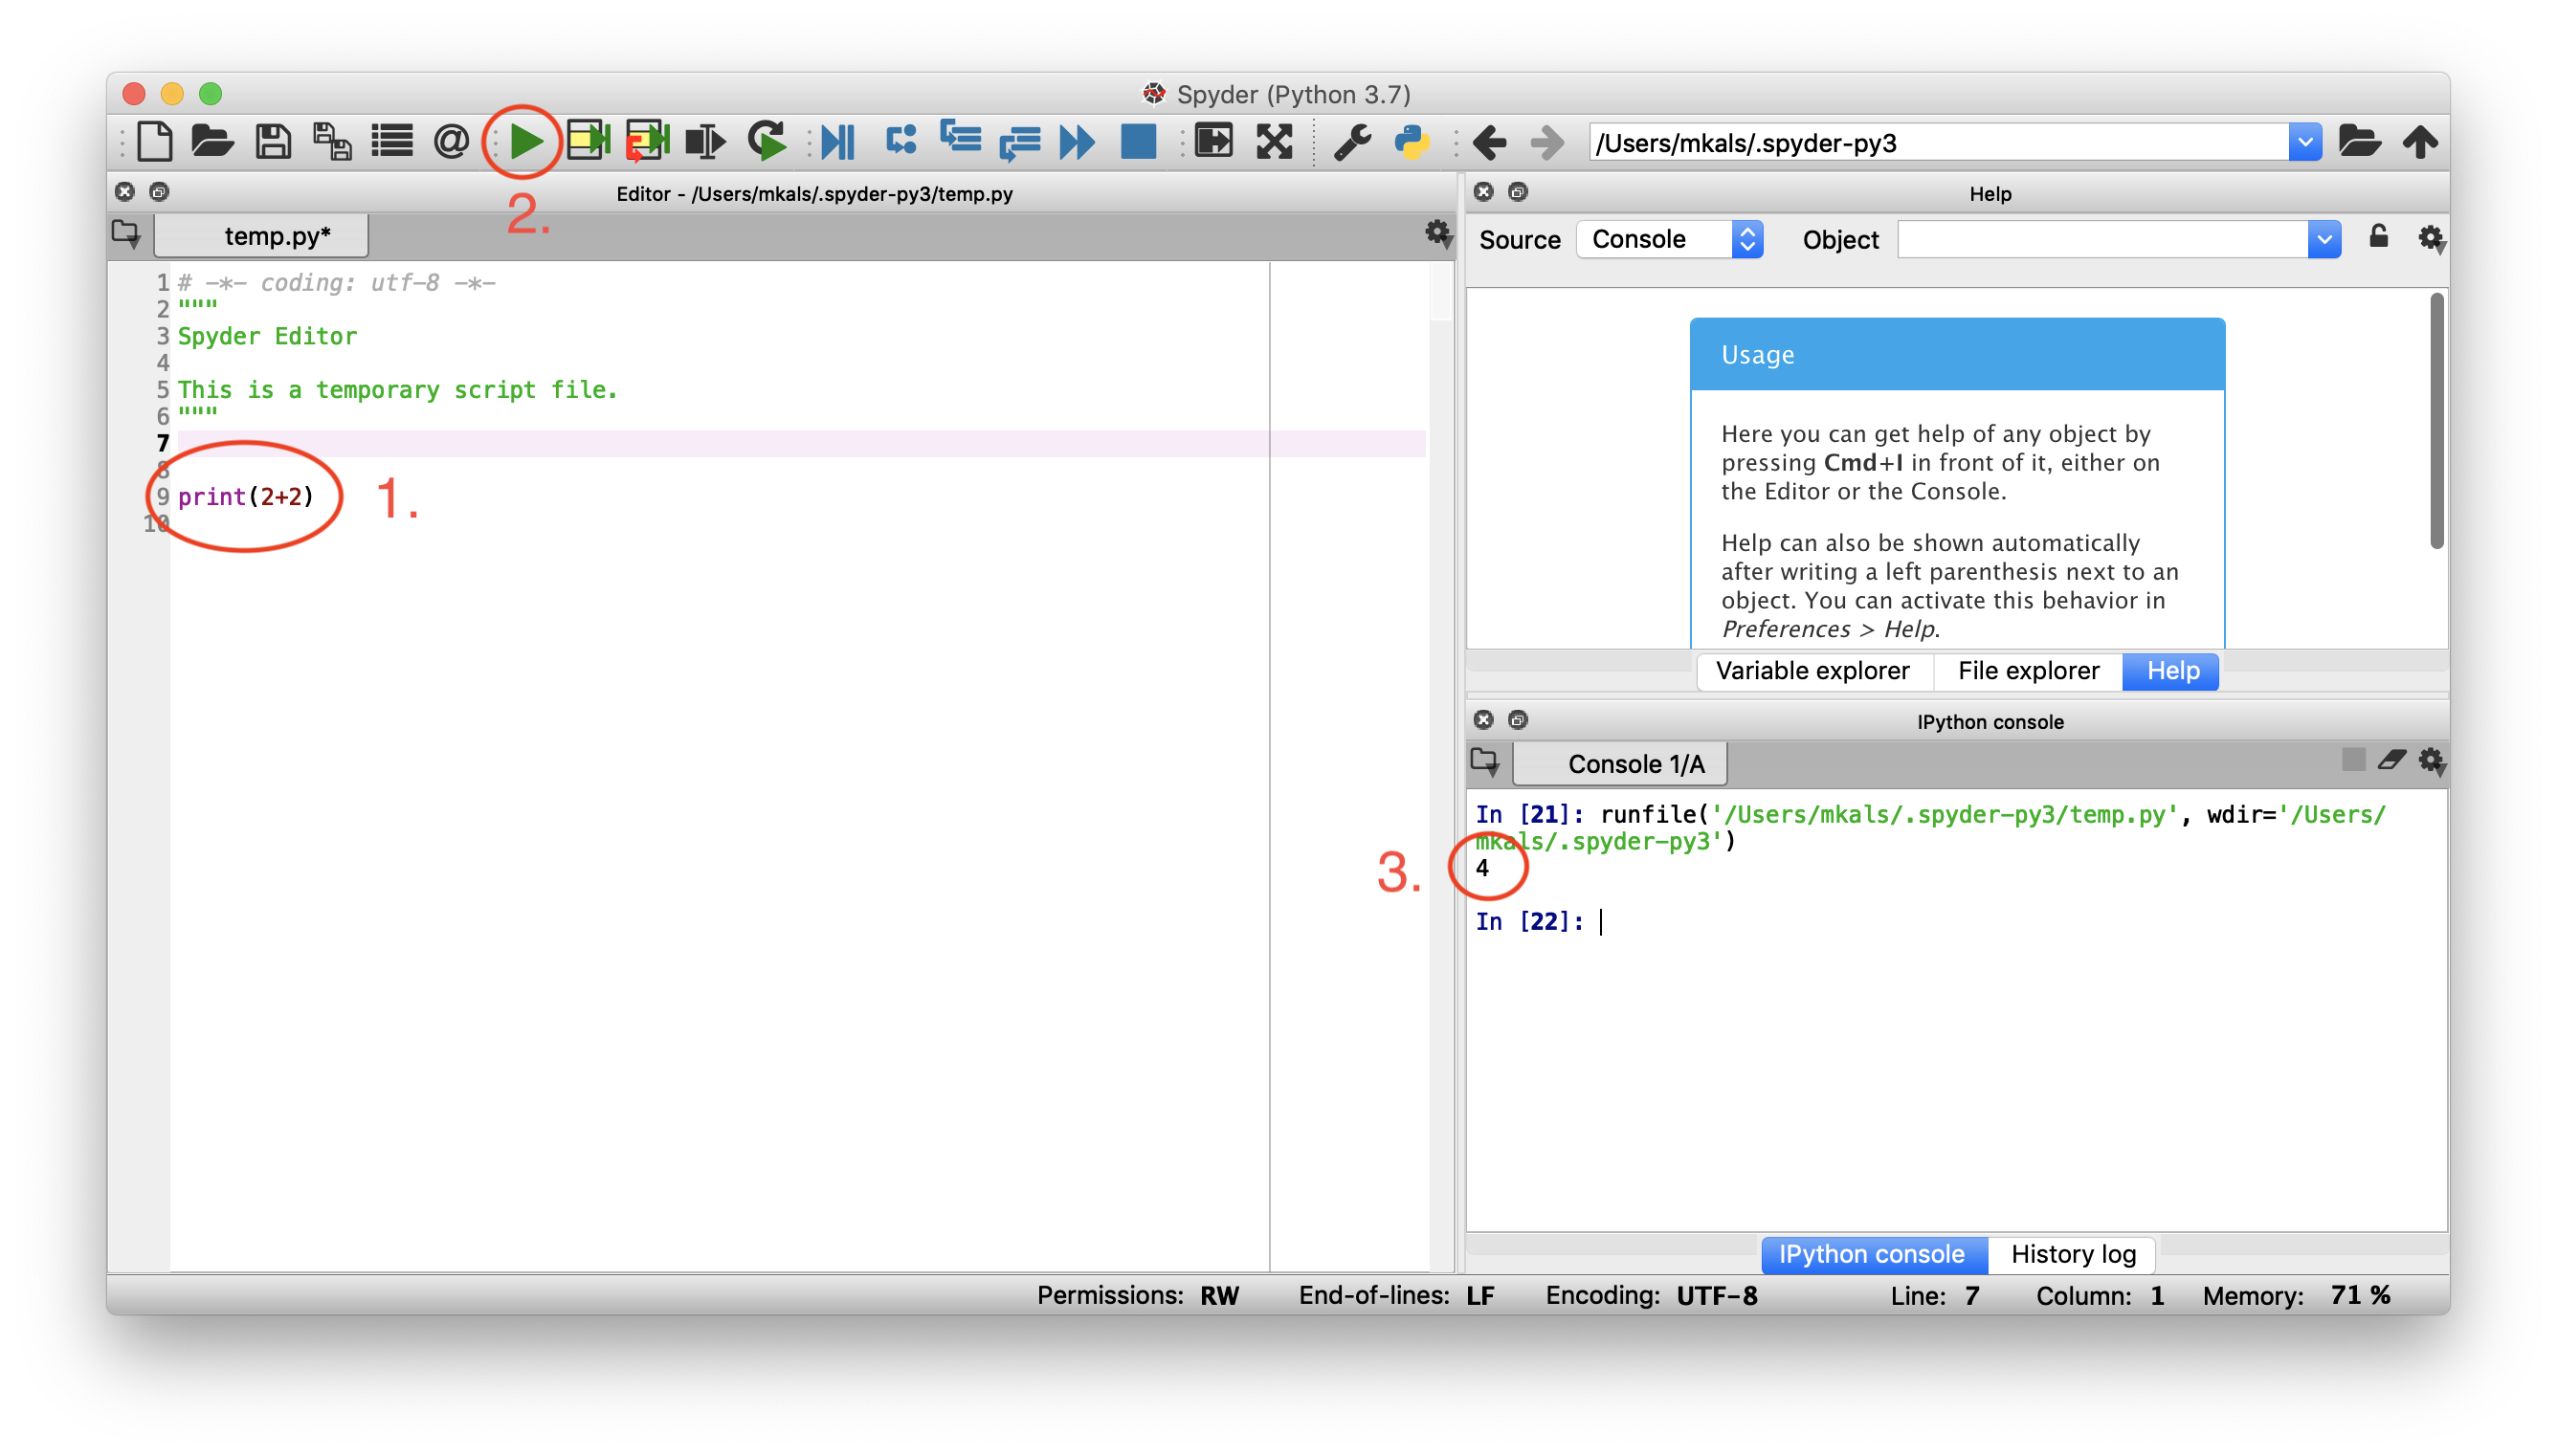 Spyder (Python 3.7)
@
/Users/mkals/.spyder-py3
2.
Editor - /Users/mkals/.spyder-py3/temp.py
temp.py*
1 # -*- coding: utf-8 -*-
2 """
3 Spyder Editor
4
5 This is a temporary script file.
6 """
7
8
9 print(2+2)
10
1.
Help
Source Console Object
Usage
Here you can get help of any object by
pressing Cmd+I in front of it, either on
the Editor or the Console.
Help can also be shown automatically
after writing a left parenthesis next to an
object. You can activate this behavior in
Preferences > Help.
Variable explorer File explorer Help
IPython console
Console 1/A
In [21]: runfile('/Users/mkals/.spyder-py3/temp.py', wdir='/Users/
mkals/.spyder-py3')
3. 4
In [22]:
IPython console History log
Permissions: RW End-of-lines: LF Encoding: UTF-8 Line: 7 Column: 1 Memory: 71 %